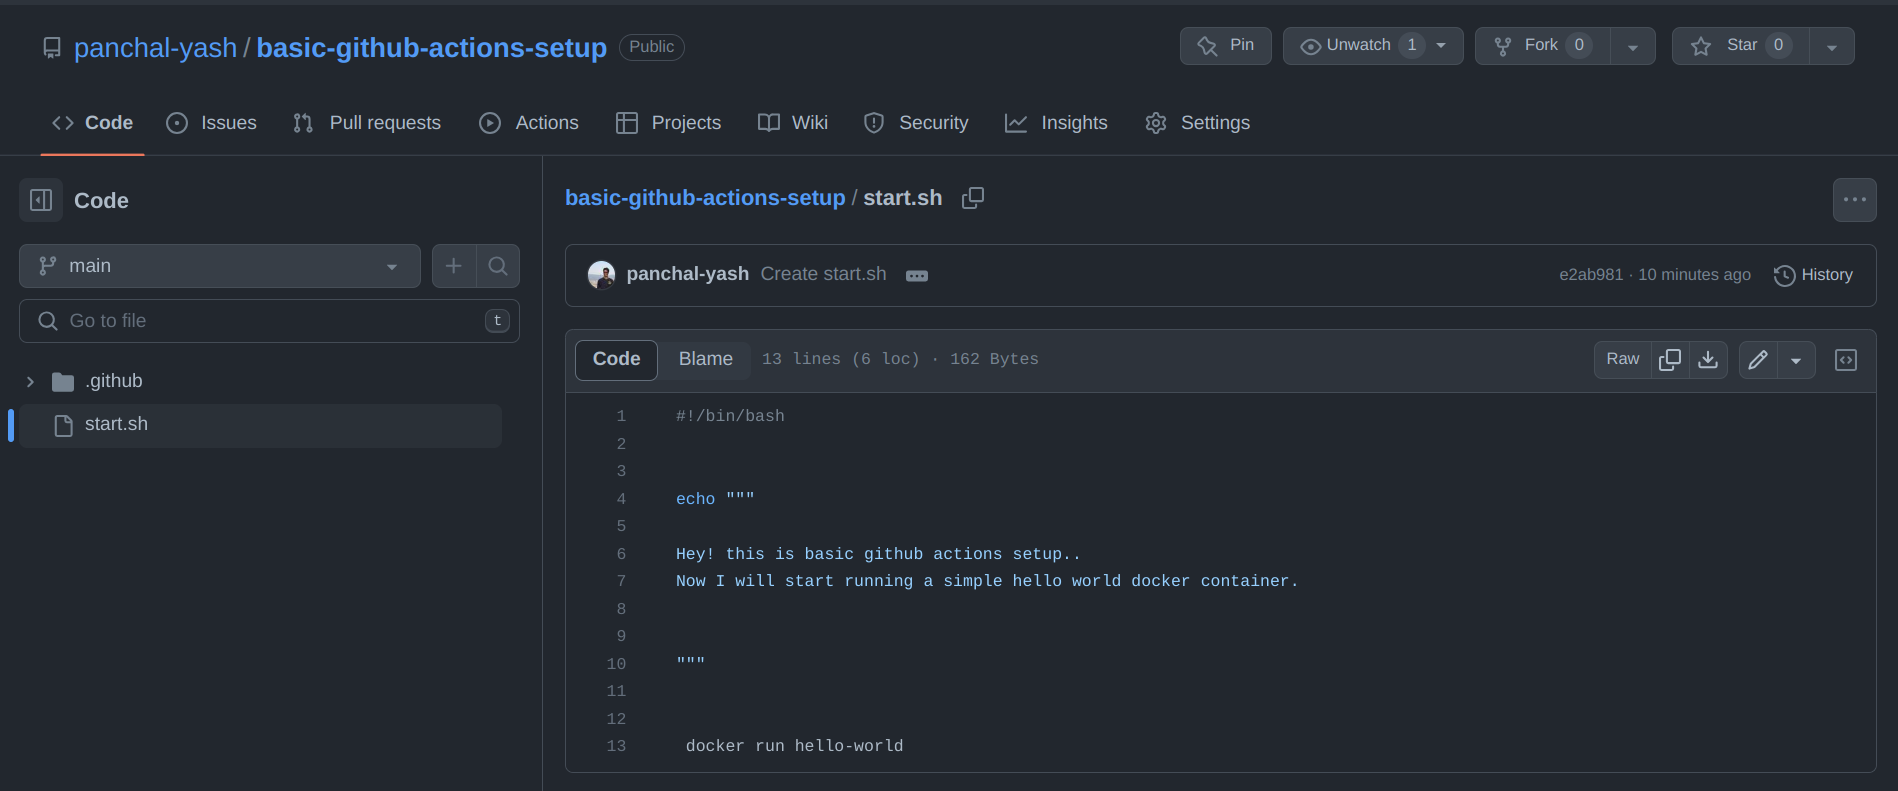 panchal-yash / basic-github-actions-setup Public
Pin
Unwatch 1
Fork 0
Star 0
Code
Issues
Pull requests
Actions
Projects
Wiki
Security
Insights
Settings
Code
main
Go to file t
.github
start.sh
basic-github-actions-setup / start.sh
panchal-yash Create start.sh
e2ab981 · 10 minutes ago
History
Code Blame 13 lines (6 loc) · 162 Bytes
Raw
1 #!/bin/bash
2
3
4 echo """
5
6 Hey! this is basic github actions setup..
7 Now I will start running a simple hello world docker container.
8
9
10 """
11
12
13 docker run hello-world